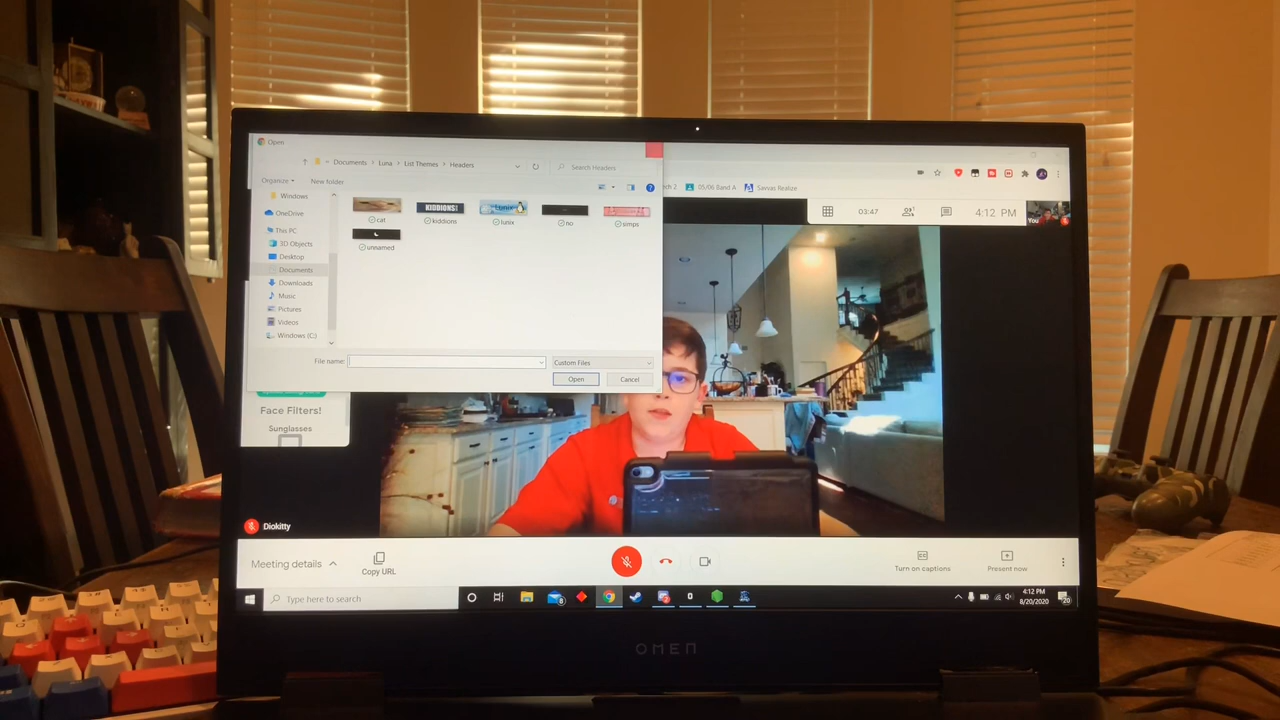 Open
Documents > Luna > List Themes > Headers
Search Headers
Organize
New folder
Windows
OneDrive
This PC
3D Objects
Desktop
Documents
Downloads
Music
Pictures
Videos
Windows (C:)
KIDDIONS
cat
kiddions
lunix
no
simps
unnamed
File name:
Custom Files
Open
Cancel
05/06 Band A
Savvas Realize
03:47
4:12 PM
You
Face Filters!
Sunglasses
Diokitty
Meeting details
Copy URL
Turn on captions
Present now
Type here to search
4:12 PM
8/20/2020
OMEN